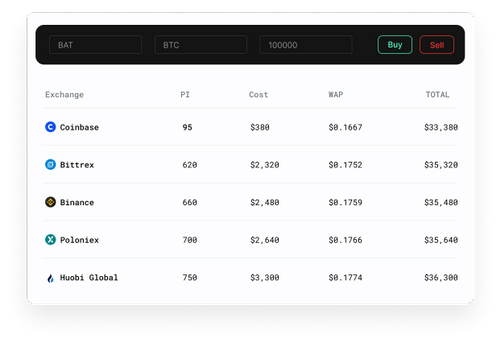 BAT BTC 100000 Buy Sell
Exchange PI Cost WAP TOTAL
Coinbase 95 $380 $0.1667 $33,380
Bittrex 620 $2,320 $0.1752 $35,320
Binance 660 $2,480 $0.1759 $35,480
Poloniex 700 $2,640 $0.1766 $35,640
Huobi Global 750 $3,300 $0.1774 $36,300